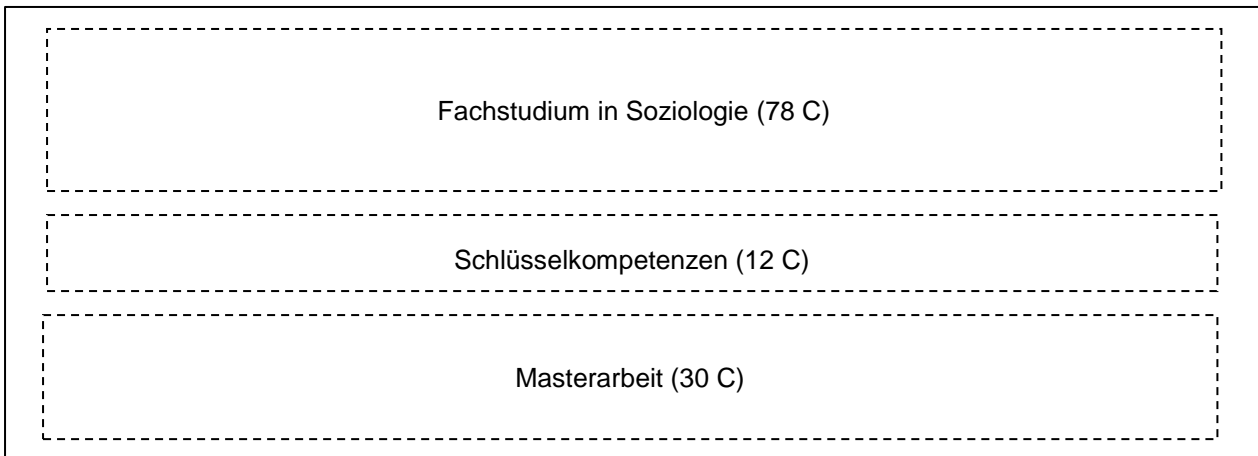 Fachstudium in Soziologie (78 C)
Schlüsselkompetenzen (12 C)
Masterarbeit (30 C)